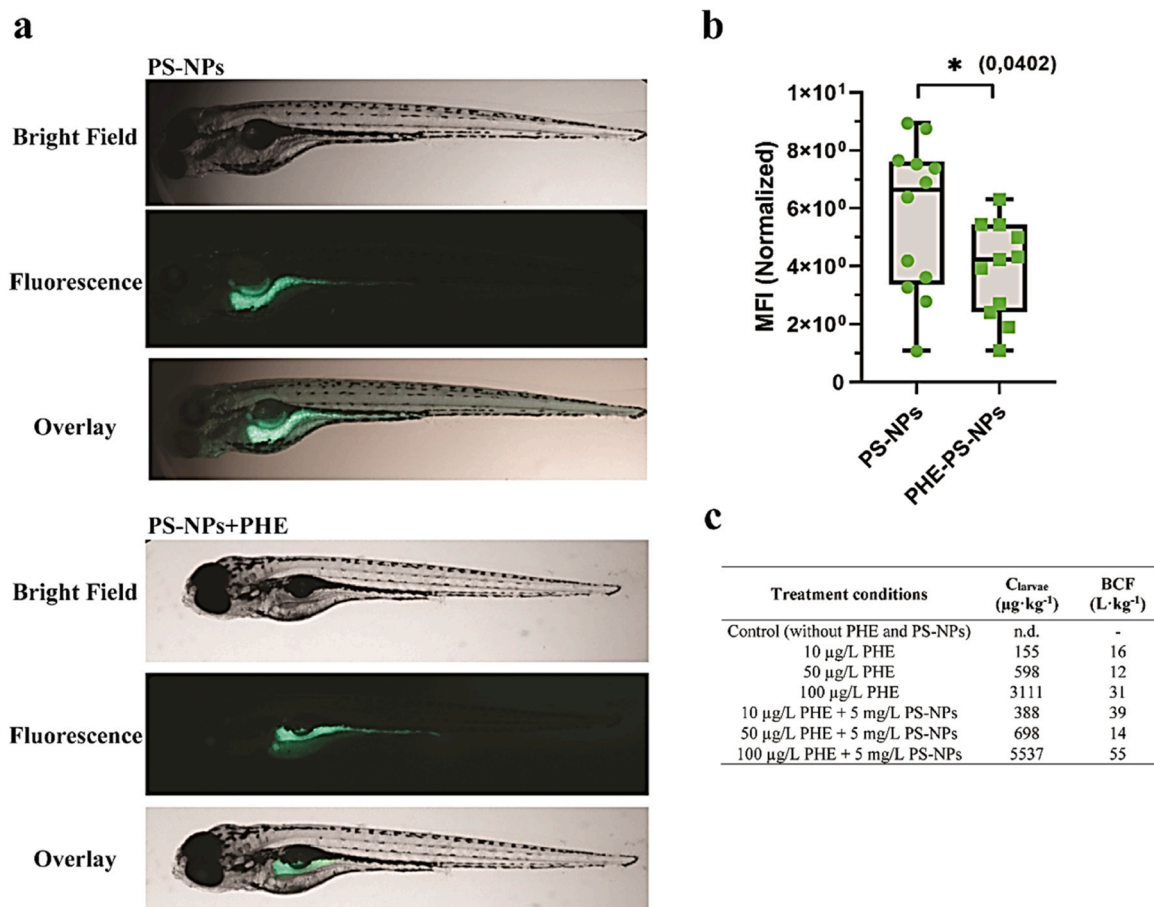 a
PS-NPs
Bright Field
Fluorescence
Overlay
PS-NPs+PHE
Bright Field
Fluorescence
Overlay
b
* (0,0402)
1×10¹
8×10⁰
6×10⁰
4×10⁰
2×10⁰
0
MFI (Normalized)
PS-NPs
PHE-PS-NPs
c
Treatment conditions Clarvae (µg·kg⁻¹) BCF (L·kg⁻¹)
Control (without PHE and PS-NPs) n.d. -
10 µg/L PHE 155 16
50 µg/L PHE 598 12
100 µg/L PHE 3111 31
10 µg/L PHE + 5 mg/L PS-NPs 388 39
50 µg/L PHE + 5 mg/L PS-NPs 698 14
100 µg/L PHE + 5 mg/L PS-NPs 5537 55